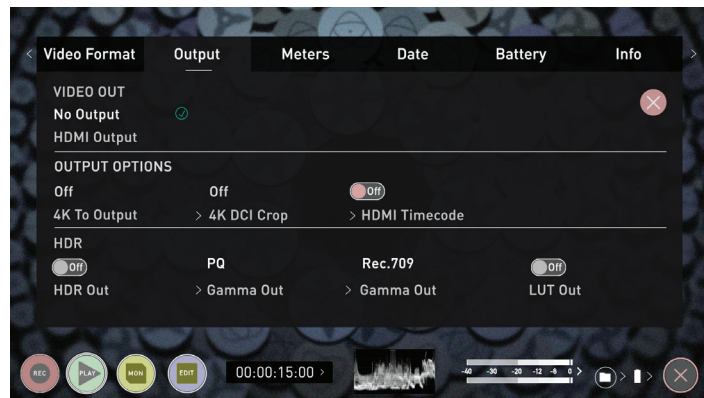 < Video Format Output Meters Date Battery Info >
VIDEO OUT
No Output
HDMI Output
OUTPUT OPTIONS
Off Off Off
4K To Output > 4K DCI Crop > HDMI Timecode
HDR
Off PQ Rec.709 Off
HDR Out > Gamma Out > Gamma Out LUT Out
REC PLAY MON EDIT 00:00:15:00 > -40 -30 -20 -12 -6 0 > > >